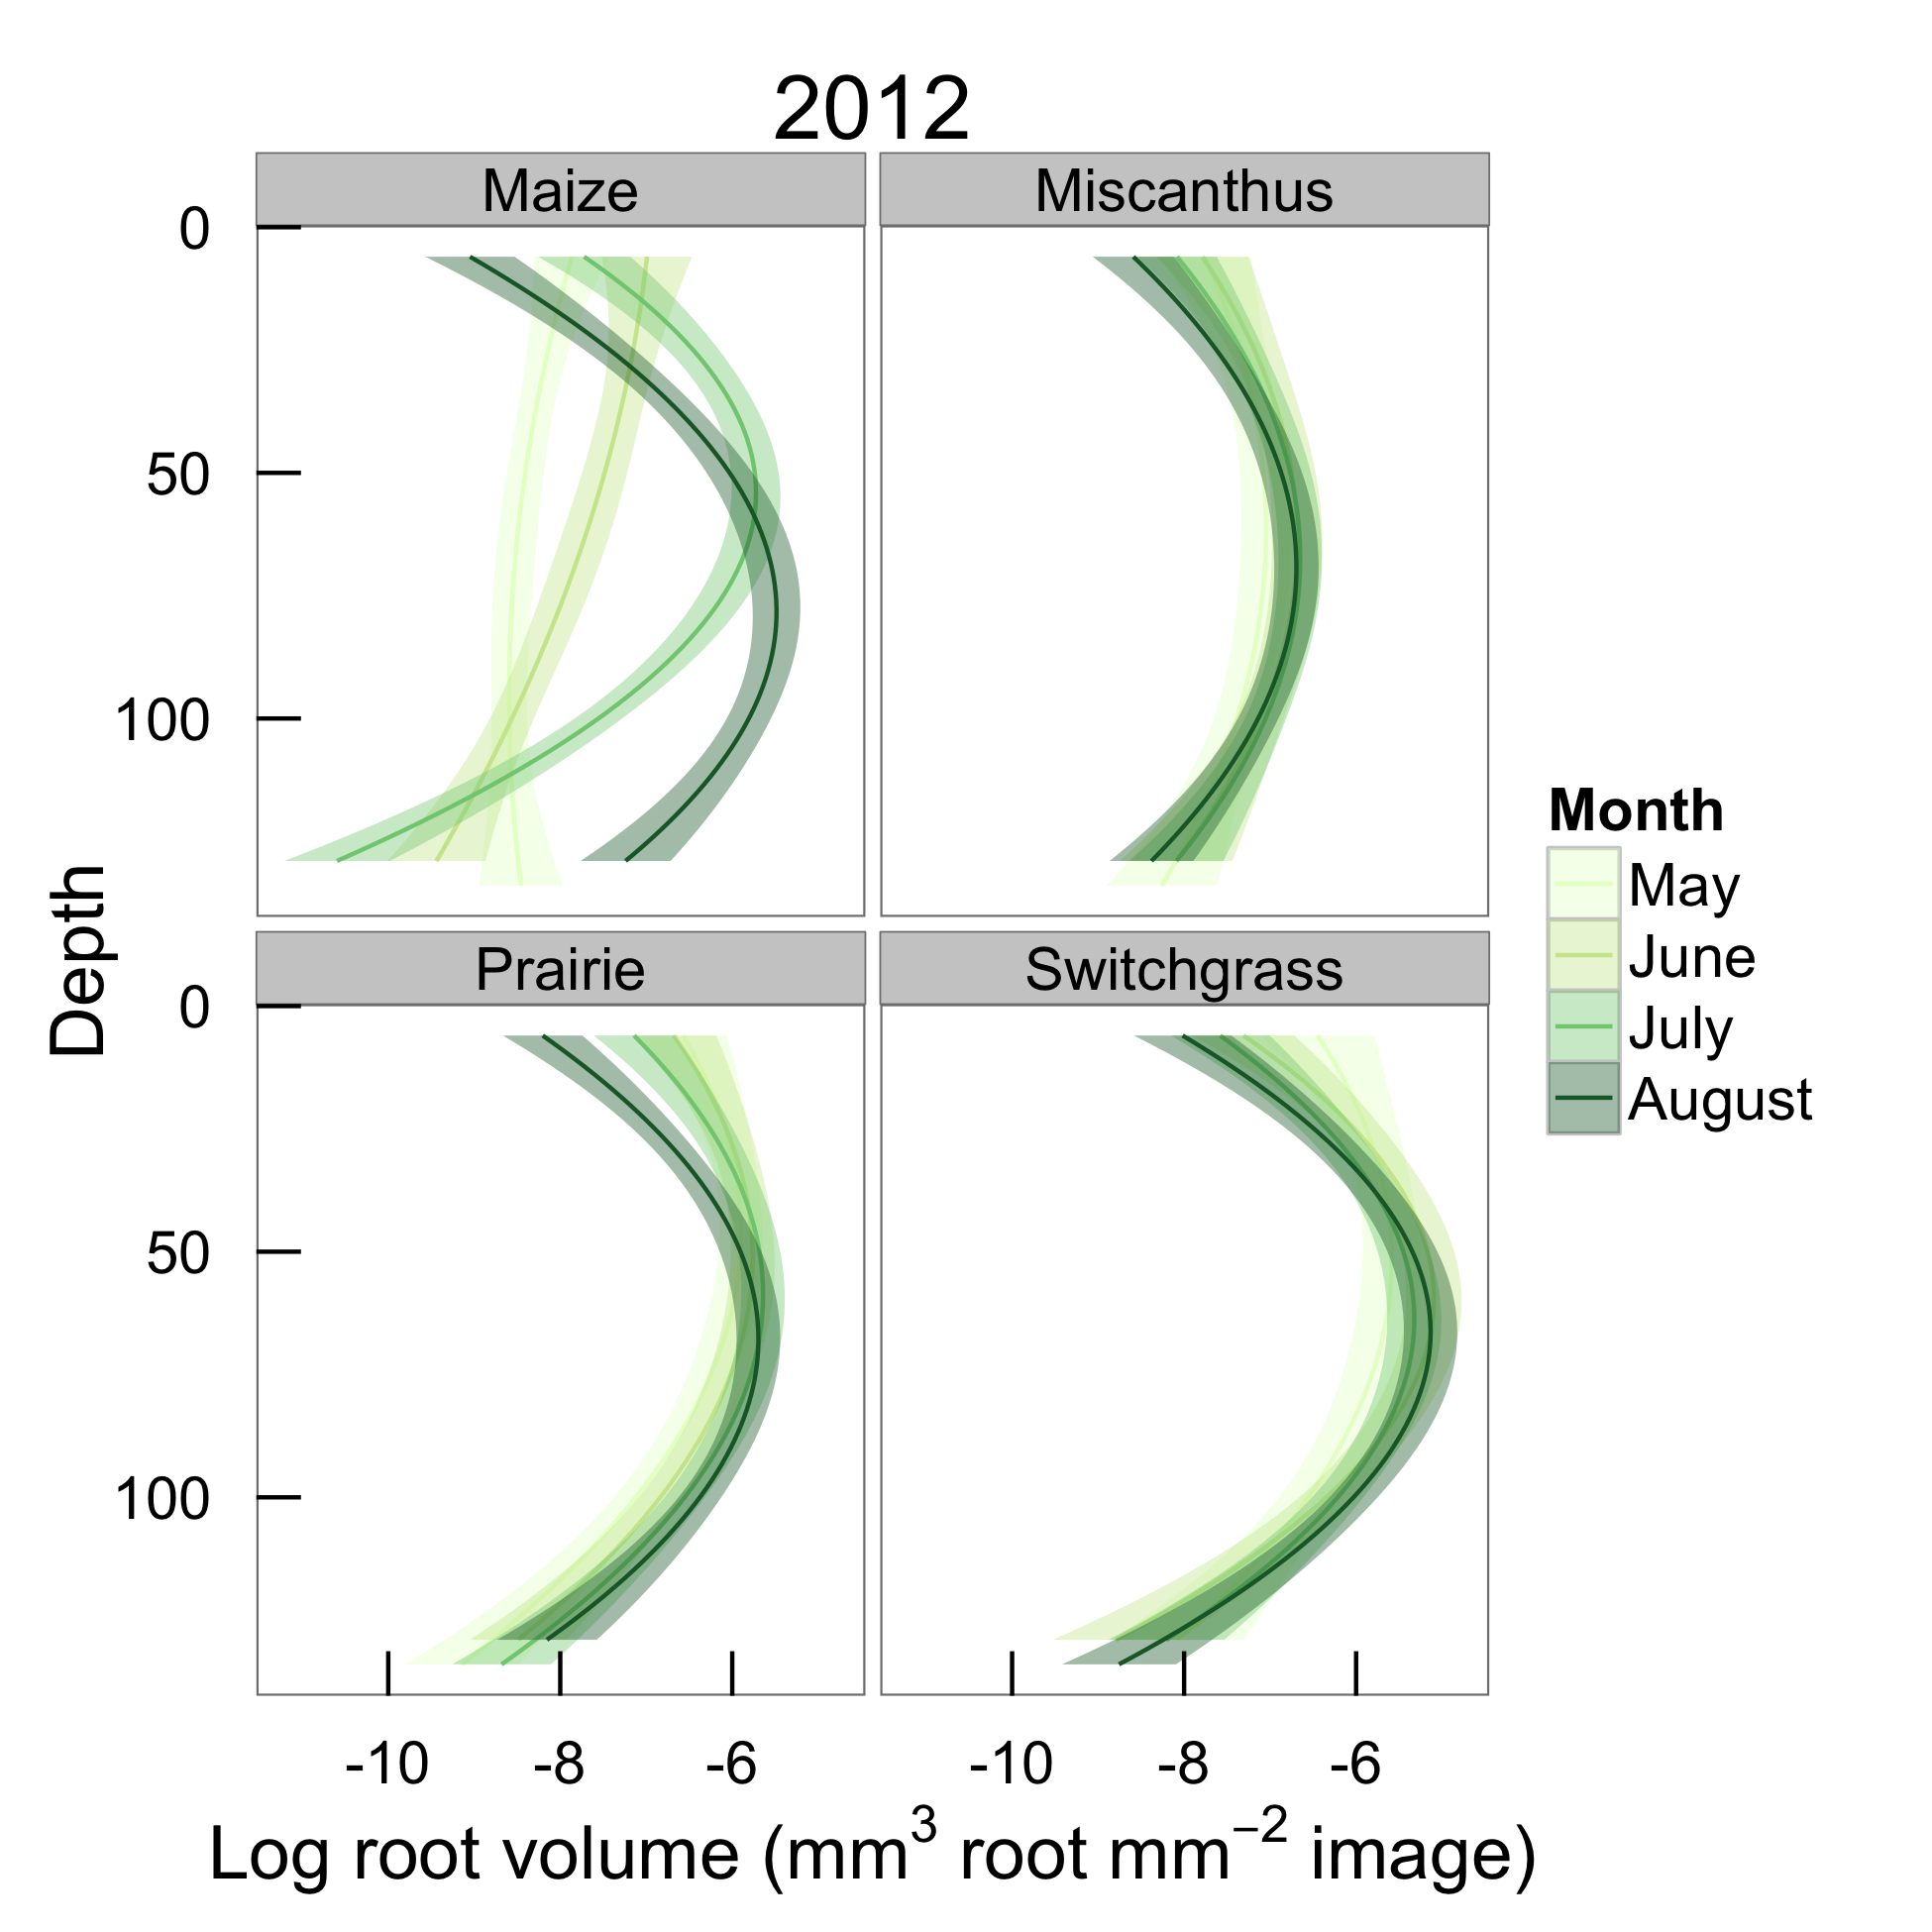 2012
Maize
Miscanthus
0
50
100
Prairie
Switchgrass
0
50
100
Depth
-10
-8
-6
-10
-8
-6
Log root volume (mm³ root mm⁻² image)
Month
May
June
July
August